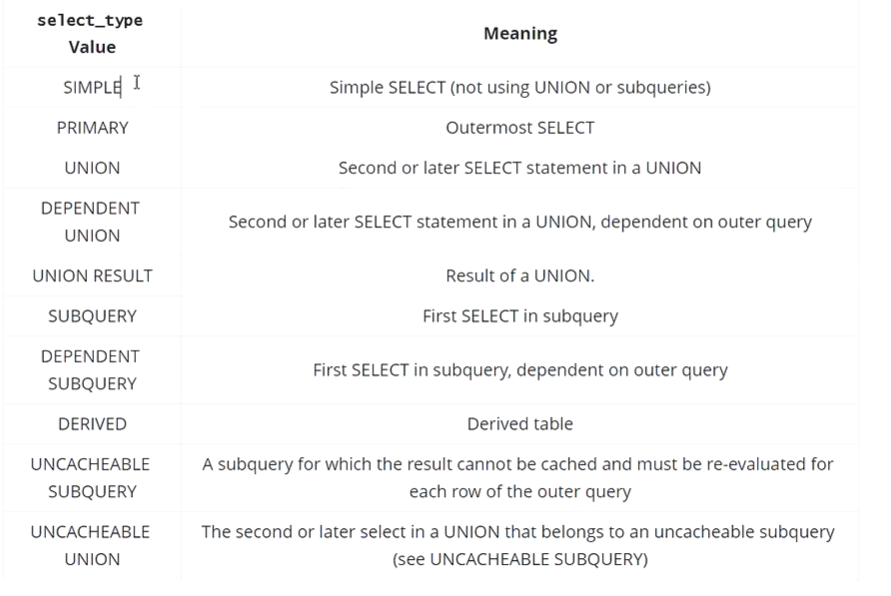 select_type
Value
Meaning
SIMPLE
Simple SELECT (not using UNION or subqueries)
PRIMARY
Outermost SELECT
UNION
Second or later SELECT statement in a UNION
DEPENDENT
UNION
Second or later SELECT statement in a UNION, dependent on outer query
UNION RESULT
Result of a UNION.
SUBQUERY
First SELECT in subquery
DEPENDENT
SUBQUERY
First SELECT in subquery, dependent on outer query
DERIVED
Derived table
UNCACHEABLE
SUBQUERY
A subquery for which the result cannot be cached and must be re-evaluated for
each row of the outer query
UNCACHEABLE
UNION
The second or later select in a UNION that belongs to an uncacheable subquery
(see UNCACHEABLE SUBQUERY)